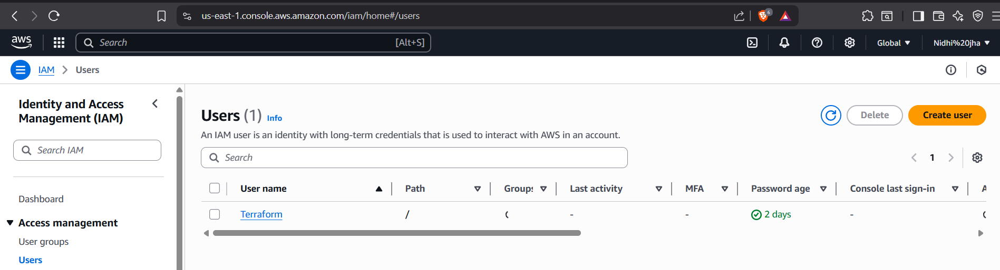 us-east-1.console.aws.amazon.com/iam/home#/users
6
aws
Search
[Alt+S]
Global
Nidhi%20jha
IAM
Users
Identity and Access
Management (IAM)
Search IAM
Dashboard
Access management
User groups
Users
Users (1) Info
Delete
Create user
An IAM user is an identity with long-term credentials that is used to interact with AWS in an account.
Search
1
User name Path Groups Last activity MFA Password age Console last sign-in
Terraform / - - 2 days -